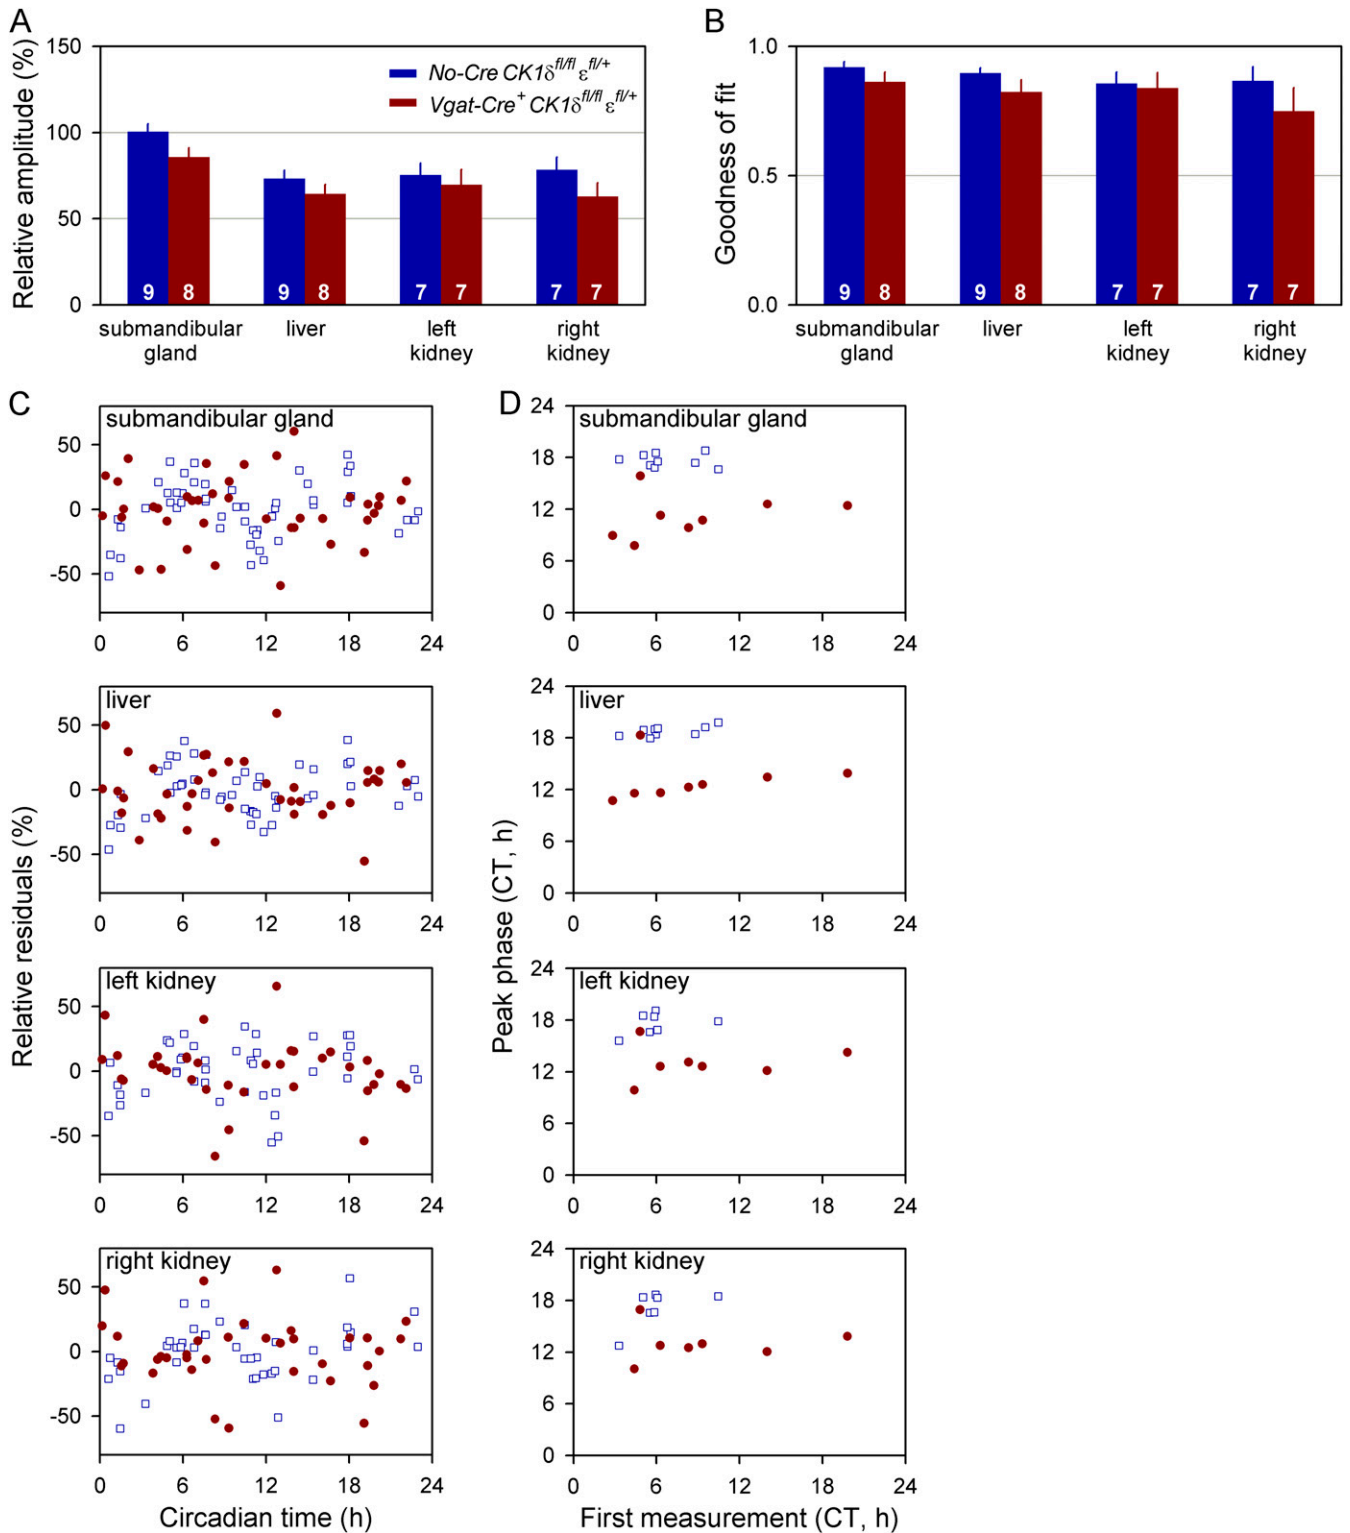 A
Relative amplitude (%)
150
100
50
0
No-Cre CK1δfl/fl εfl/+
Vgat-Cre+ CK1δfl/fl εfl/+
9 8 9 8 7 7 7 7
submandibular gland
liver
left kidney
right kidney
B
Goodness of fit
1.0
0.5
0.0
9 8 9 8 7 7 7 7
submandibular gland
liver
left kidney
right kidney
C
Relative residuals (%)
submandibular gland
50
0
-50
0 6 12 18 24
liver
50
0
-50
0 6 12 18 24
left kidney
50
0
-50
0 6 12 18 24
right kidney
50
0
-50
0 6 12 18 24
Circadian time (h)
D
Peak phase (CT, h)
submandibular gland
24
18
12
6
0
0 6 12 18 24
liver
24
18
12
6
0
0 6 12 18 24
left kidney
24
18
12
6
0
0 6 12 18 24
right kidney
24
18
12
6
0
0 6 12 18 24
First measurement (CT, h)